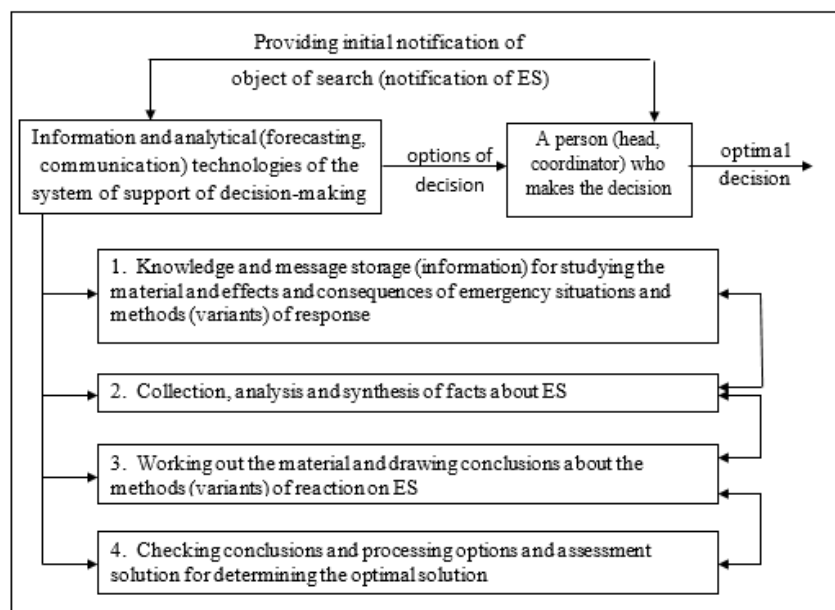 Providing initial notification of
object of search (notification of ES)
Information and analytical (forecasting,
communication) technologies of the
system of support of decision-making
options of
decision
A person (head,
coordinator) who
makes the decision
optimal
decision
1. Knowledge and message storage (information) for studying the
material and effects and consequences of emergency situations and
methods (variants) of response
2. Collection, analysis and synthesis of facts about ES
3. Working out the material and drawing conclusions about the
methods (variants) of reaction on ES
4. Checking conclusions and processing options and assessment
solution for determining the optimal solution